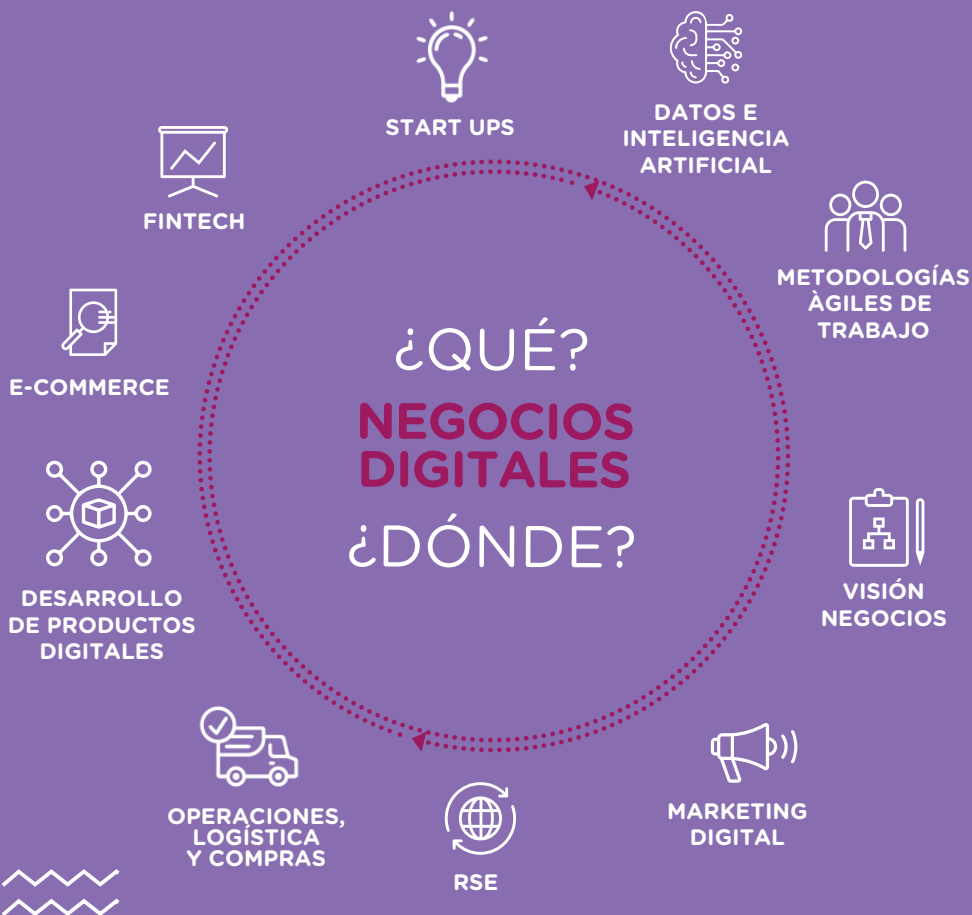 START UPS
DATOS E
INTELIGENCIA
ARTIFICIAL
FINTECH
METODOLOGÍAS
ÀGILES DE
TRABAJO
E-COMMERCE
¿QUÉ?
NEGOCIOS
DIGITALES
¿DÓNDE?
DESARROLLO
DE PRODUCTOS
DIGITALES
VISIÓN
NEGOCIOS
OPERACIONES,
LOGÍSTICA
Y COMPRAS
MARKETING
DIGITAL
RSE